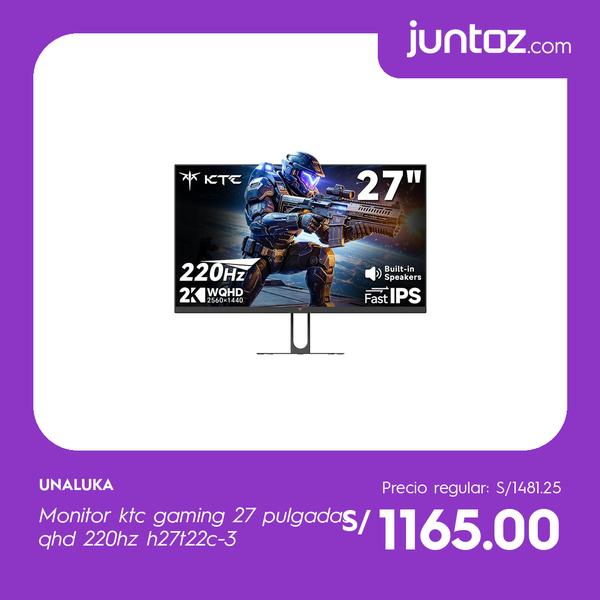 juntoz.com
KTC
27"
220Hz
2K WQHD
2560×1440
Built-in
Speakers
Fast IPS
UNALUKA
Monitor ktc gaming 27 pulgadas
qhd 220hz h27t22c-3
Precio regular: S/1481.25
S/ 1165.00